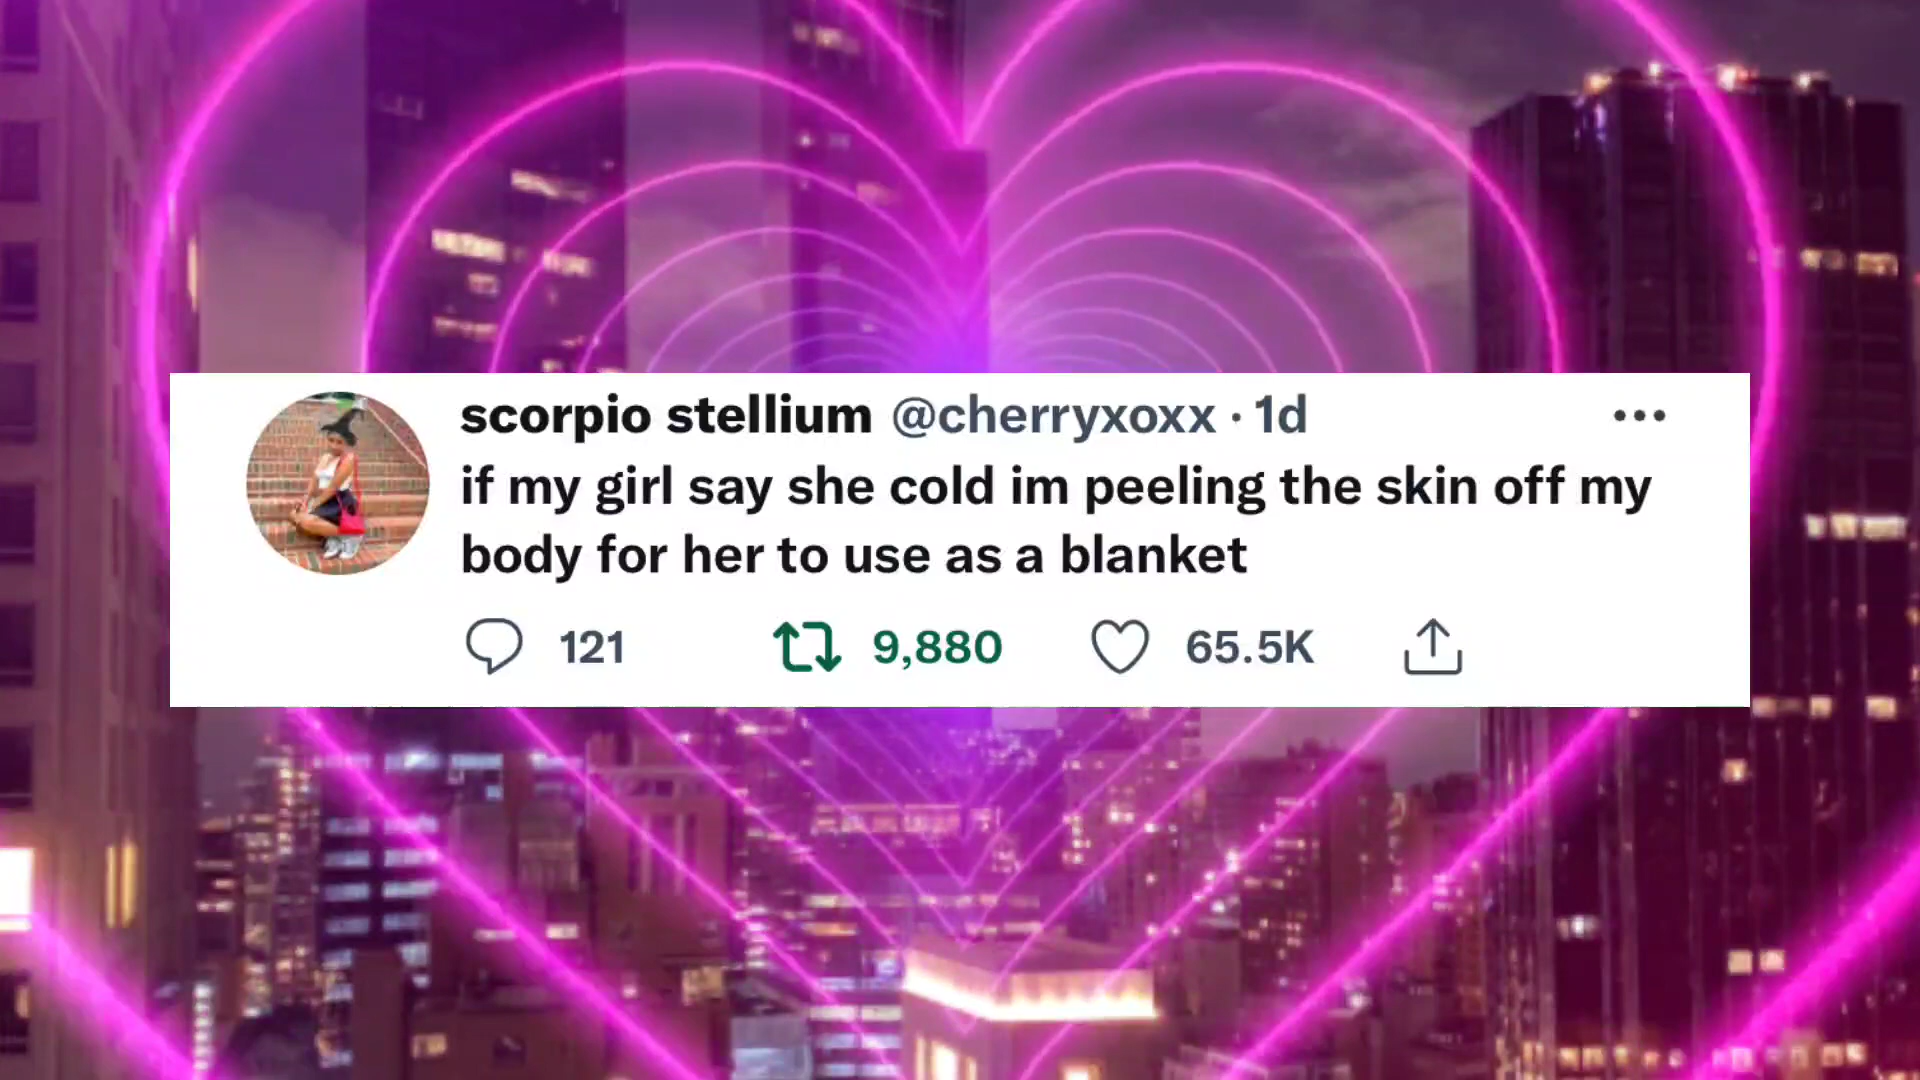 scorpio stellium @cherryxoxx · 1d
if my girl say she cold im peeling the skin off my
body for her to use as a blanket
121 9,880 65.5K